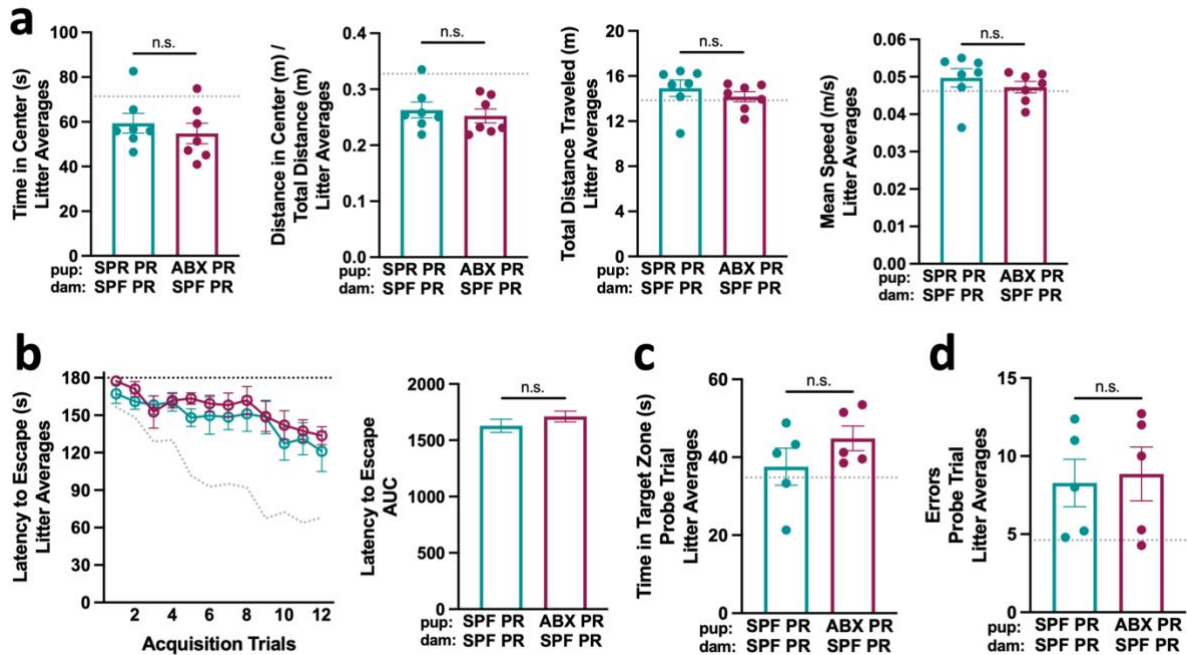 a
Time in Center (s)
Litter Averages
100
80
60
40
20
0
n.s.
pup: SPR PR ABX PR
dam: SPF PR SPF PR
Distance in Center (m) /
Total Distance (m)
Litter Averages
0.4
0.3
0.2
0.1
0.0
n.s.
pup: SPR PR ABX PR
dam: SPF PR SPF PR
Total Distance Traveled (m)
Litter Averages
20
16
12
8
4
0
n.s.
pup: SPR PR ABX PR
dam: SPF PR SPF PR
Mean Speed (m/s)
Litter Averages
0.06
0.05
0.04
0.03
0.02
0.01
0.00
n.s.
pup: SPR PR ABX PR
dam: SPF PR SPF PR
b
Latency to Escape (s)
Litter Averages
180
150
120
90
60
30
0
2 4 6 8 10 12
Acquisition Trials
Latency to Escape
AUC
2000
1500
1000
500
0
n.s.
pup: SPF PR ABX PR
dam: SPF PR SPF PR
c
Time in Target Zone (s)
Probe Trial
Litter Averages
60
40
20
0
n.s.
pup: SPF PR ABX PR
dam: SPF PR SPF PR
d
Errors
Probe Trial
Litter Averages
15
10
5
0
n.s.
pup: SPF PR ABX PR
dam: SPF PR SPF PR